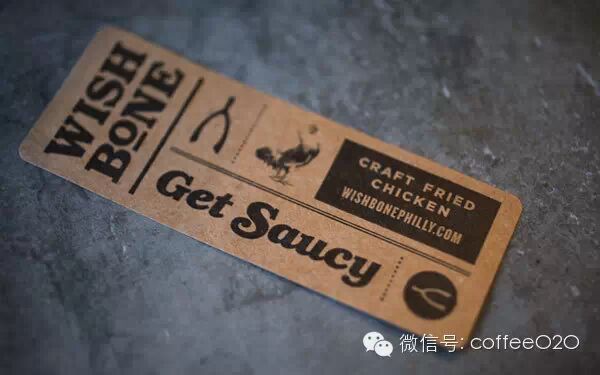 WISH
BONE
CRAFT FRIED
CHICKEN
WISHBONEPHILLY.COM
Get Saucy
微信号: coffeeO2O